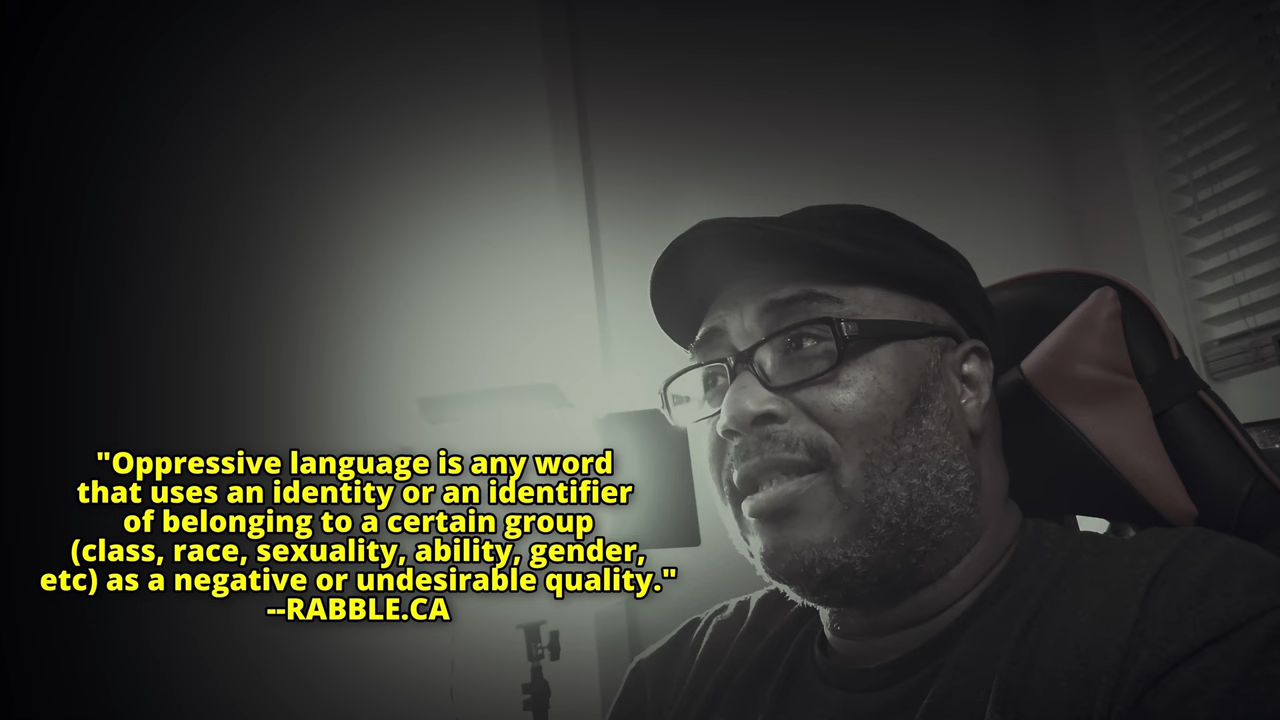 "Oppressive language is any word
that uses an identity or an identifier
of belonging to a certain group
(class, race, sexuality, ability, gender,
etc) as a negative or undesirable quality."
--RABBLE.CA